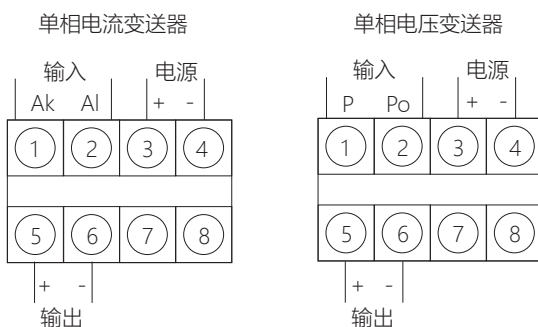 单相电流变送器
输入 电源
Ak Al + -
1 2 3 4
5 6 7 8
+ -
输出
单相电压变送器
输入 电源
P Po + -
1 2 3 4
5 6 7 8
+ -
输出